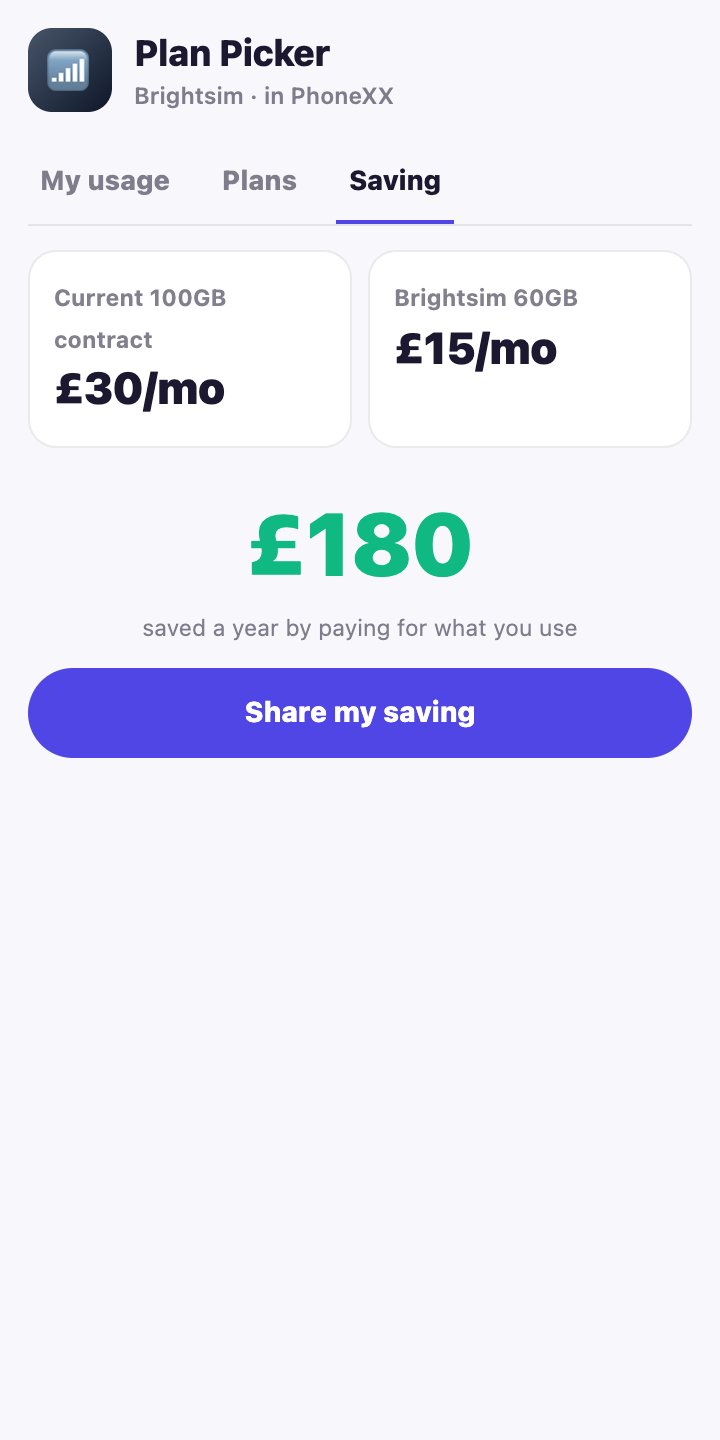 Plan Picker
Brightsim · in PhoneXX
My usage
Plans
Saving
Current 100GB
contract
£30/mo
Brightsim 60GB
£15/mo
£180
saved a year by paying for what you use
Share my saving